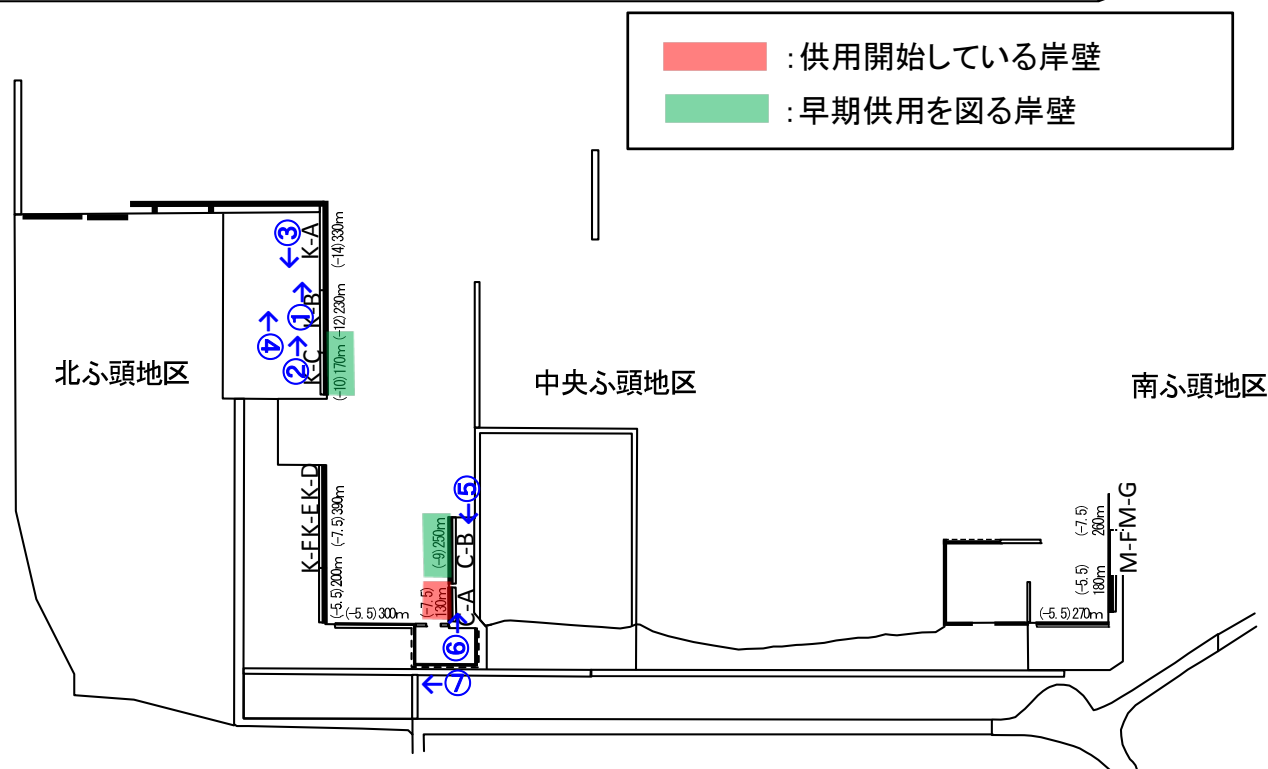 :供用開始している岸壁
:早期供用を図る岸壁
北ふ頭地区
中央ふ頭地区
南ふ頭地区
③
K-A
(-14)330m
①
K-B
(-12)230m
④
②
K-C
(-10)170m
K-FK-EK-D
(-7.5)390m
(-5.5)200m
(-5.5)300m
⑤
(-9)250m
C-B
(-7.5)
130m
C-A
⑥
⑦
M-FM-G
(-7.5)
260m
(-5.5)
180m
(-5.5)270m